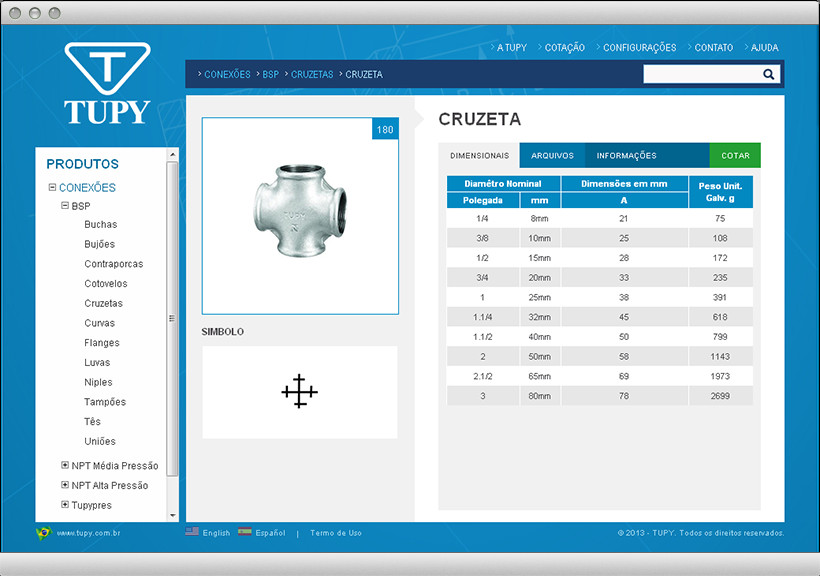 TUPY
A TUPY COTAÇÃO CONFIGURAÇÕES CONTATO AJUDA
CONEXÕES BSP CRUZETAS CRUZETA
PRODUTOS
CONEXÕES
BSP
Buchas
Bujões
Contraporcas
Cotovelos
Cruzetas
Curvas
Flanges
Luvas
Niples
Tampões
Tês
Uniões
NPT Média Pressão
NPT Alta Pressão
Tupypres
180
TUPY
SIMBOLO
CRUZETA
DIMENSIONAIS ARQUIVOS INFORMAÇÕES COTAR
Diamétro Nominal Dimensões em mm Peso Unit. Galv. g
Polegada mm A
1/4 8mm 21 75
3/8 10mm 25 108
1/2 15mm 28 172
3/4 20mm 33 235
1 25mm 38 391
1.1/4 32mm 45 618
1.1/2 40mm 50 799
2 50mm 58 1143
2.1/2 65mm 69 1973
3 80mm 78 2699
www.tupy.com.br English Español | Termo de Uso © 2013 - TUPY. Todos os direitos reservados.